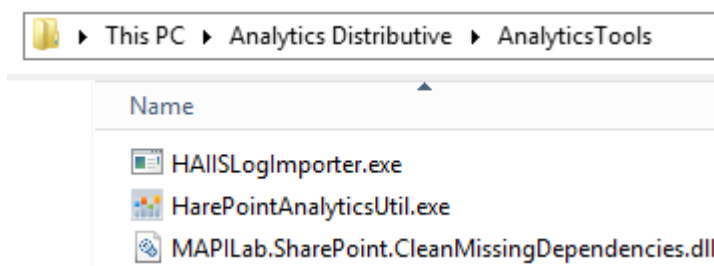 This PC Analytics Distributive AnalyticsTools
Name
HAIISLogImporter.exe
HarePointAnalyticsUtil.exe
MAPILab.SharePoint.CleanMissingDependencies.dll